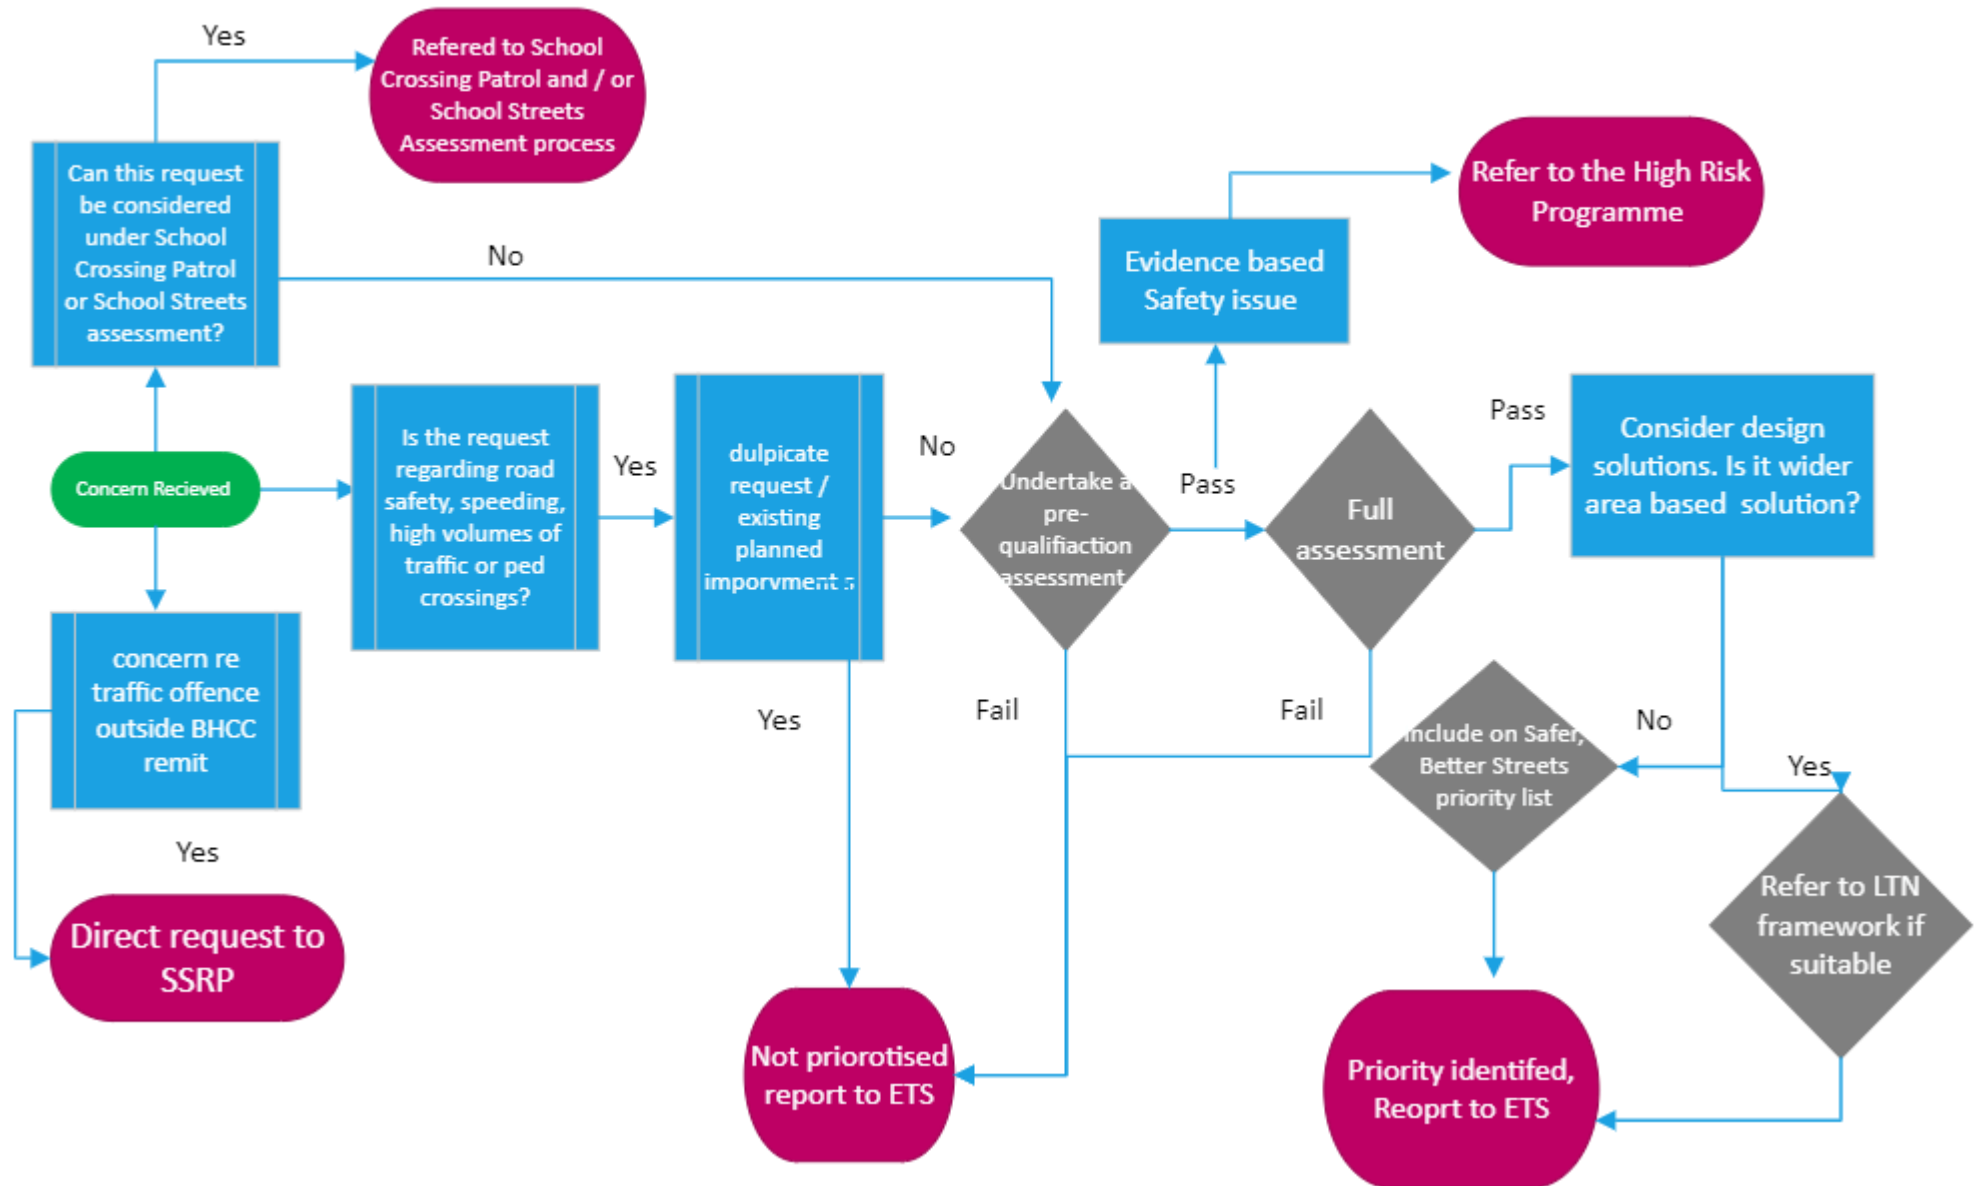 Yes
Refered to School
Crossing Patrol and / or
School Streets
Assessment process
Can this request
be considered
under School
Crossing Patrol
or School Streets
assessment?
No
Evidence based
Safety issue
Refer to the High Risk
Programme
Concern Recieved
Is the request
regarding road
safety, speeding,
high volumes of
traffic or ped
crossings?
Yes
dulpicate
request /
existing
planned
imporvment s
No
Undertake a
pre-
qualifiaction
assessment.
Pass
Full
assessment
Pass
Consider design
solutions. Is it wider
area based solution?
concern re
traffic offence
outside BHCC
remit
Yes
Direct request to
SSRP
Yes
Fail
Fail
Not priorotised
report to ETS
Include on Safer,
Better Streets
priority list
No
Yes
Refer to LTN
framework if
suitable
Priority identifed,
Reoprt to ETS